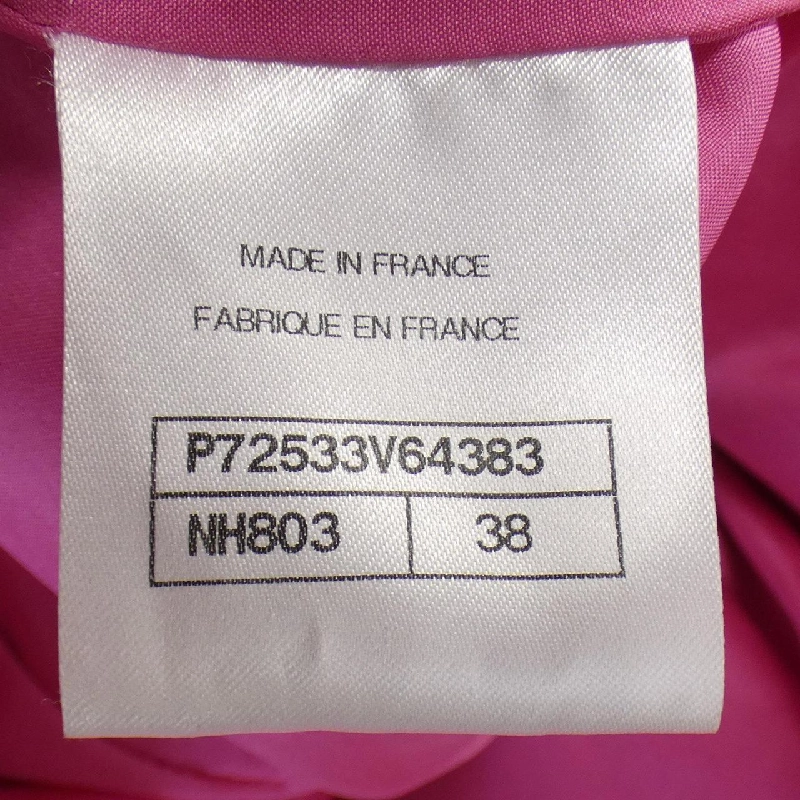 MADE IN FRANCE
FABRIQUE EN FRANCE
P72533V64383
NH803 38